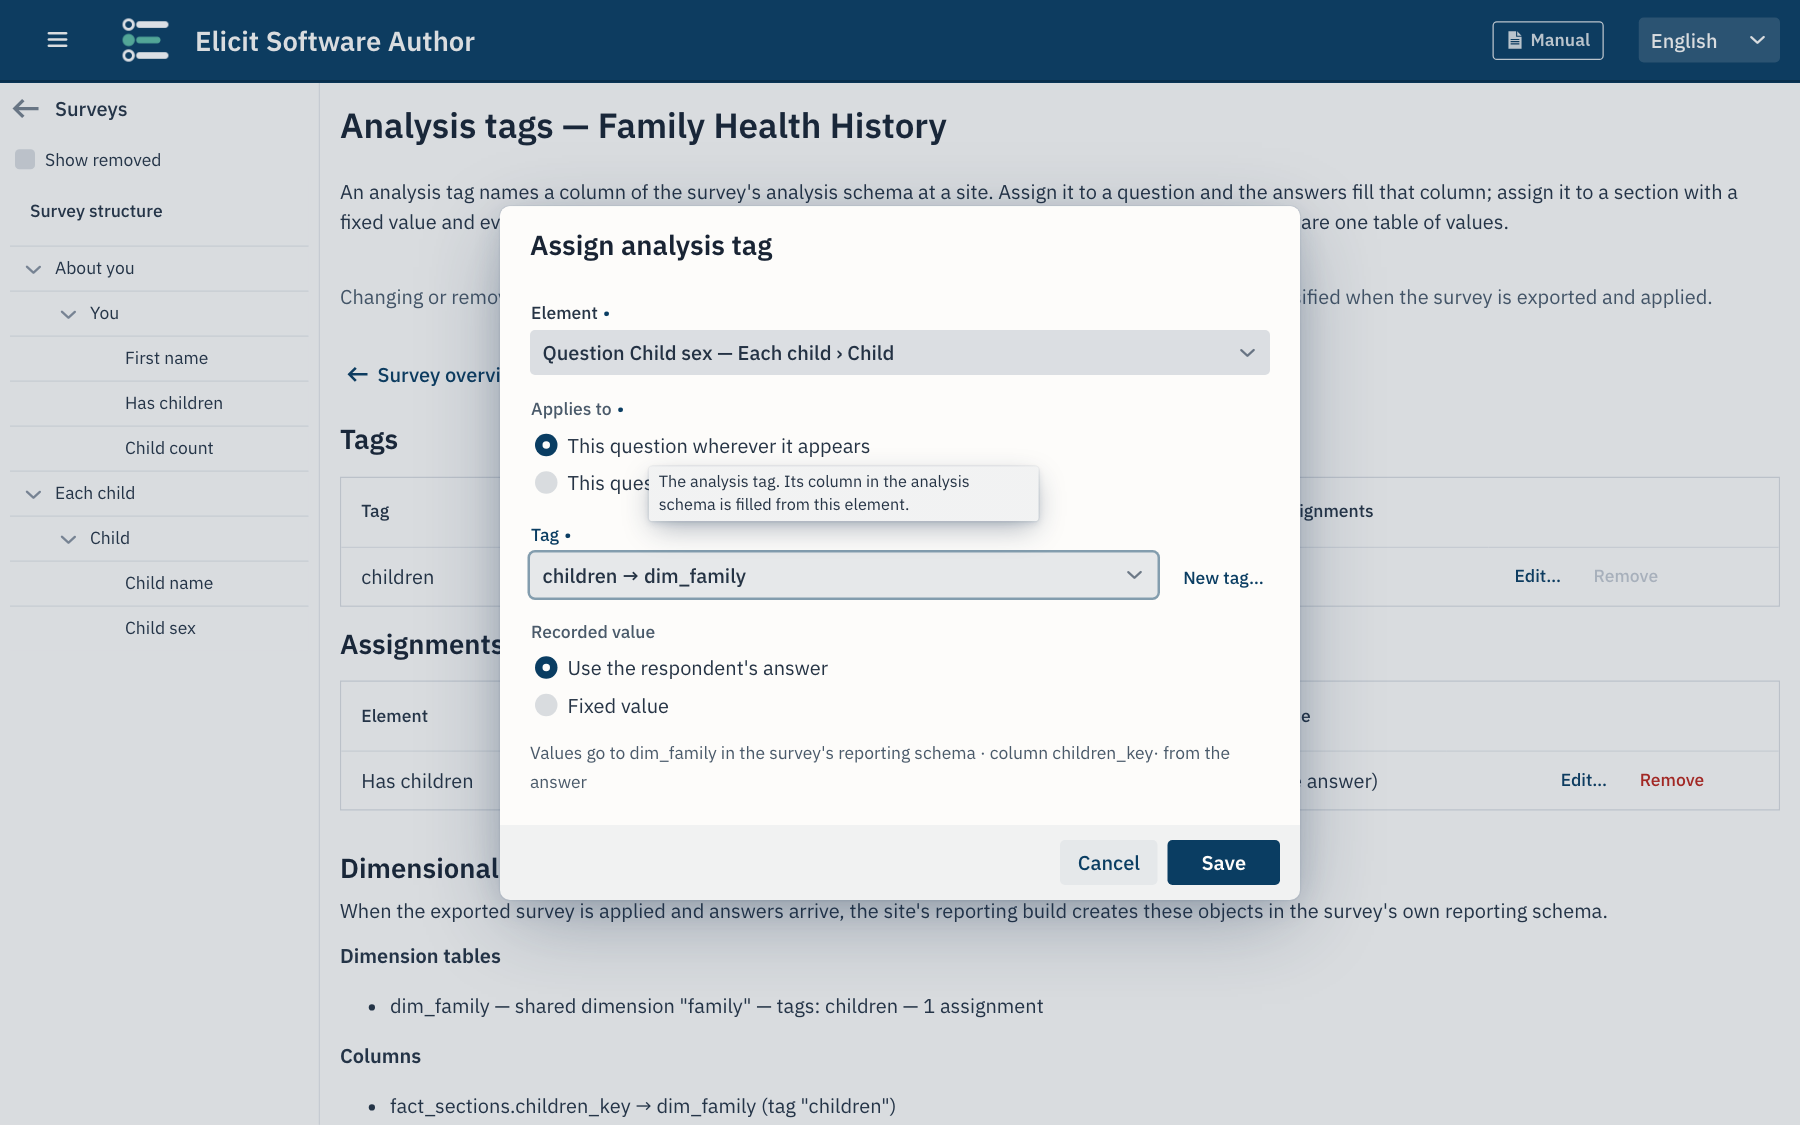 Elicit Software Author
Manual
English
Surveys
Show removed
Survey structure
About you
You
First name
Has children
Child count
Each child
Child
Child name
Child sex
Analysis tags — Family Health History
An analysis tag names a column of the survey's analysis schema at a site. Assign it to a question and the answers fill that column; assign it to a section with a
fixed value and
are one table of values.
Changing or
when the survey is exported and applied.
Survey
Tags
Tag
children
Edit...
Remove
Assignments
Element
Has children
answer)
Edit...
Remove
Dimensional
When the exported survey is applied and answers arrive, the site's reporting build creates these objects in the survey's own reporting schema.
Dimension tables
• dim_family — shared dimension "family" — tags: children — 1 assignment
Columns
• fact_sections.children_key → dim_family (tag "children")
Assign analysis tag
Element •
Question Child sex — Each child › Child
Applies to •
This question wherever it appears
This
The analysis tag. Its column in the analysis
schema is filled from this element.
Tag •
children → dim_family
New tag...
Recorded value
Use the respondent's answer
Fixed value
Values go to dim_family in the survey's reporting schema · column children_key· from the
answer
Cancel
Save